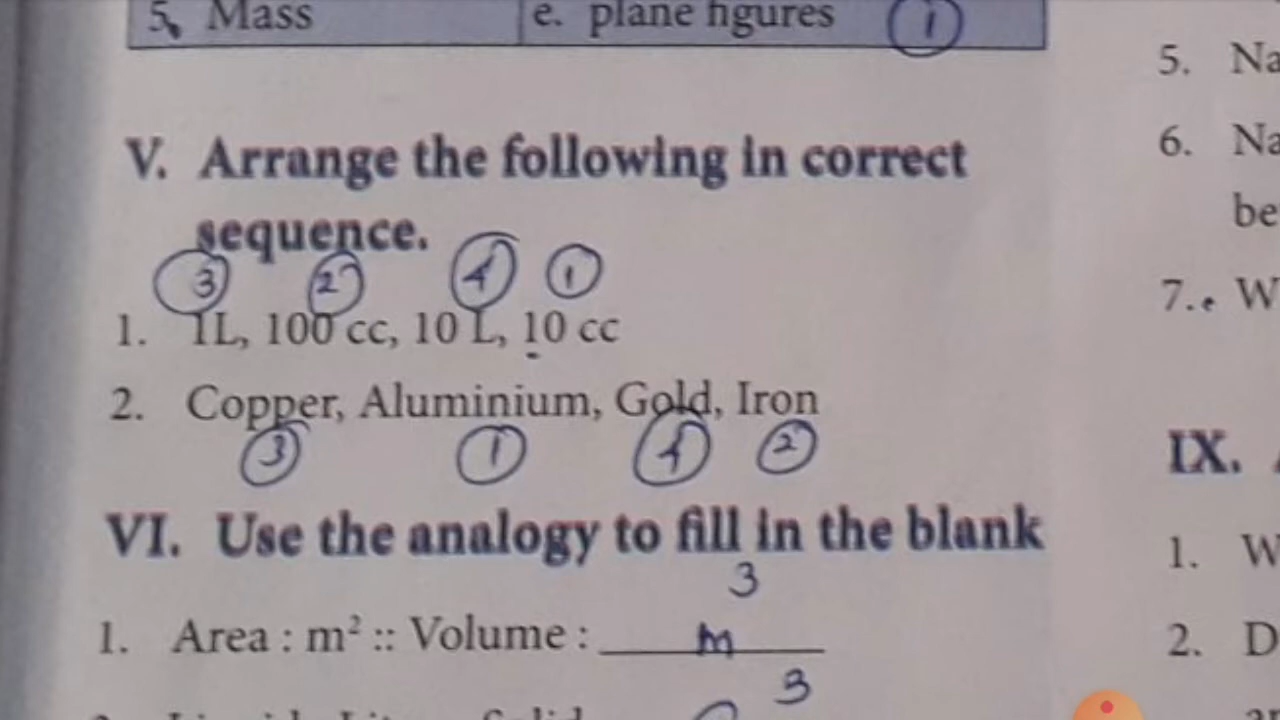 5. Mass e. plane figures 1
V. Arrange the following in correct
sequence.
3 2 4 1
1. 1L, 100 cc, 10 L, 10 cc
2. Copper, Aluminium, Gold, Iron
3 1 4 2
VI. Use the analogy to fill in the blank
3
1. Area : m² :: Volume : m
3
5. Na
6. Na
be
7. W
IX.
1. W
2. D